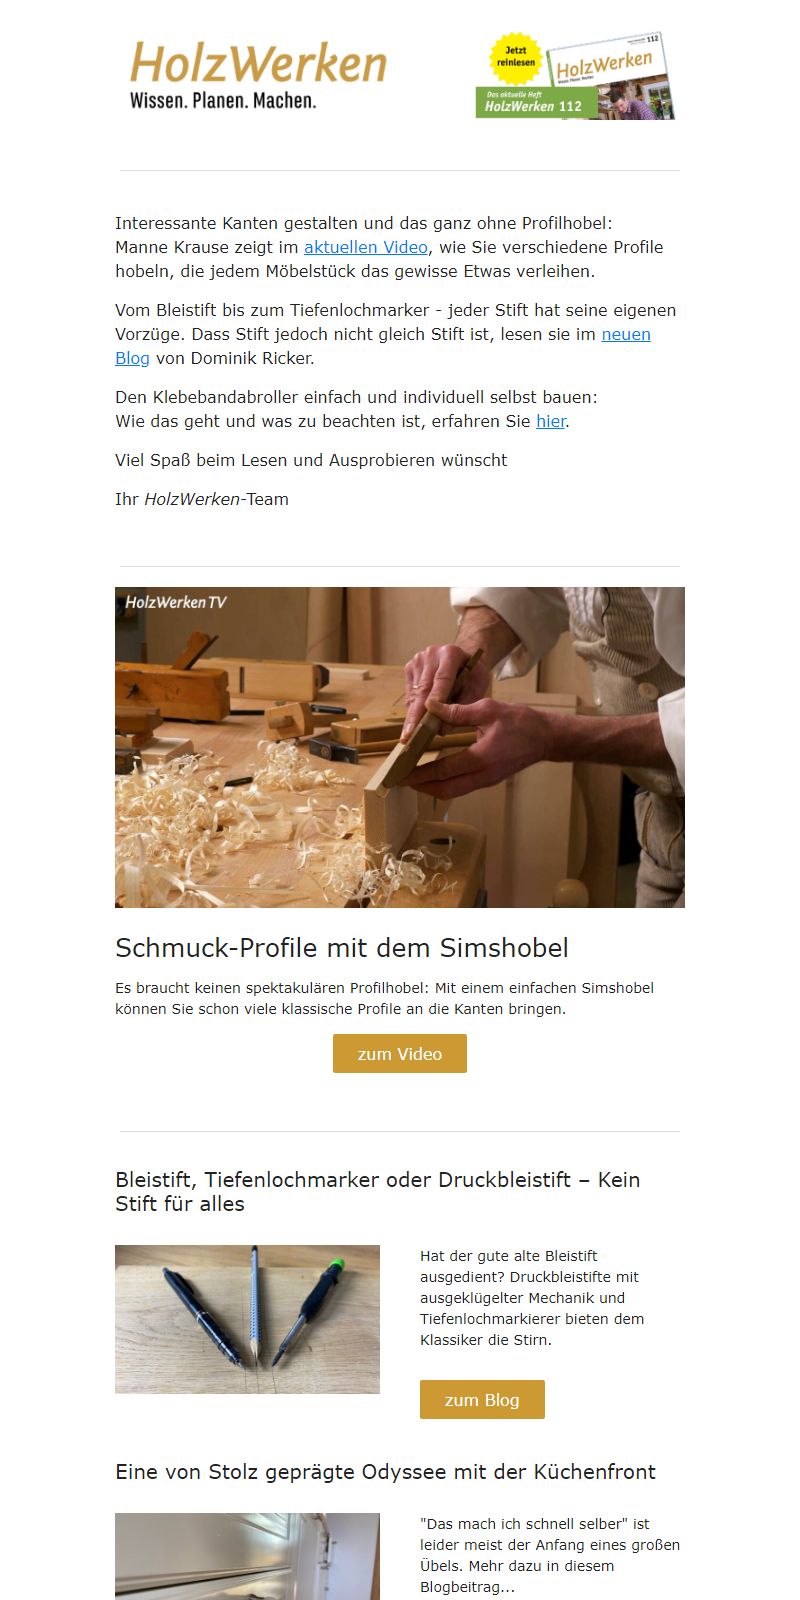 HolzWerken
Wissen. Planen. Machen.
Jetzt
reinlesen
112
HolzWerken
Wissen. Planen. Machen.
Das aktuelle Heft
HolzWerken 112
Interessante Kanten gestalten und das ganz ohne Profilhobel:
Manne Krause zeigt im aktuellen Video, wie Sie verschiedene Profile
hobeln, die jedem Möbelstück das gewisse Etwas verleihen.
Vom Bleistift bis zum Tiefenlochmarker - jeder Stift hat seine eigenen
Vorzüge. Dass Stift jedoch nicht gleich Stift ist, lesen sie im neuen
Blog von Dominik Ricker.
Den Klebebandabroller einfach und individuell selbst bauen:
Wie das geht und was zu beachten ist, erfahren Sie hier.
Viel Spaß beim Lesen und Ausprobieren wünscht
Ihr HolzWerken-Team
HolzWerken TV
Schmuck-Profile mit dem Simshobel
Es braucht keinen spektakulären Profilhobel: Mit einem einfachen Simshobel
können Sie schon viele klassische Profile an die Kanten bringen.
zum Video
Bleistift, Tiefenlochmarker oder Druckbleistift – Kein
Stift für alles
Hat der gute alte Bleistift
ausgedient? Druckbleistifte mit
ausgeklügelter Mechanik und
Tiefenlochmarkierer bieten dem
Klassiker die Stirn.
zum Blog
Eine von Stolz geprägte Odyssee mit der Küchenfront
"Das mach ich schnell selber" ist
leider meist der Anfang eines großen
Übels. Mehr dazu in diesem
Blogbeitrag...